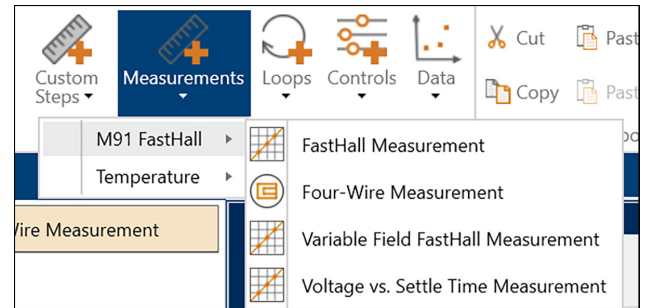 Custom Steps
Measurements
Loops
Controls
Data
Cut
Copy
M91 FastHall
Temperature
FastHall Measurement
Four-Wire Measurement
Variable Field FastHall Measurement
Voltage vs. Settle Time Measurement
Measurement